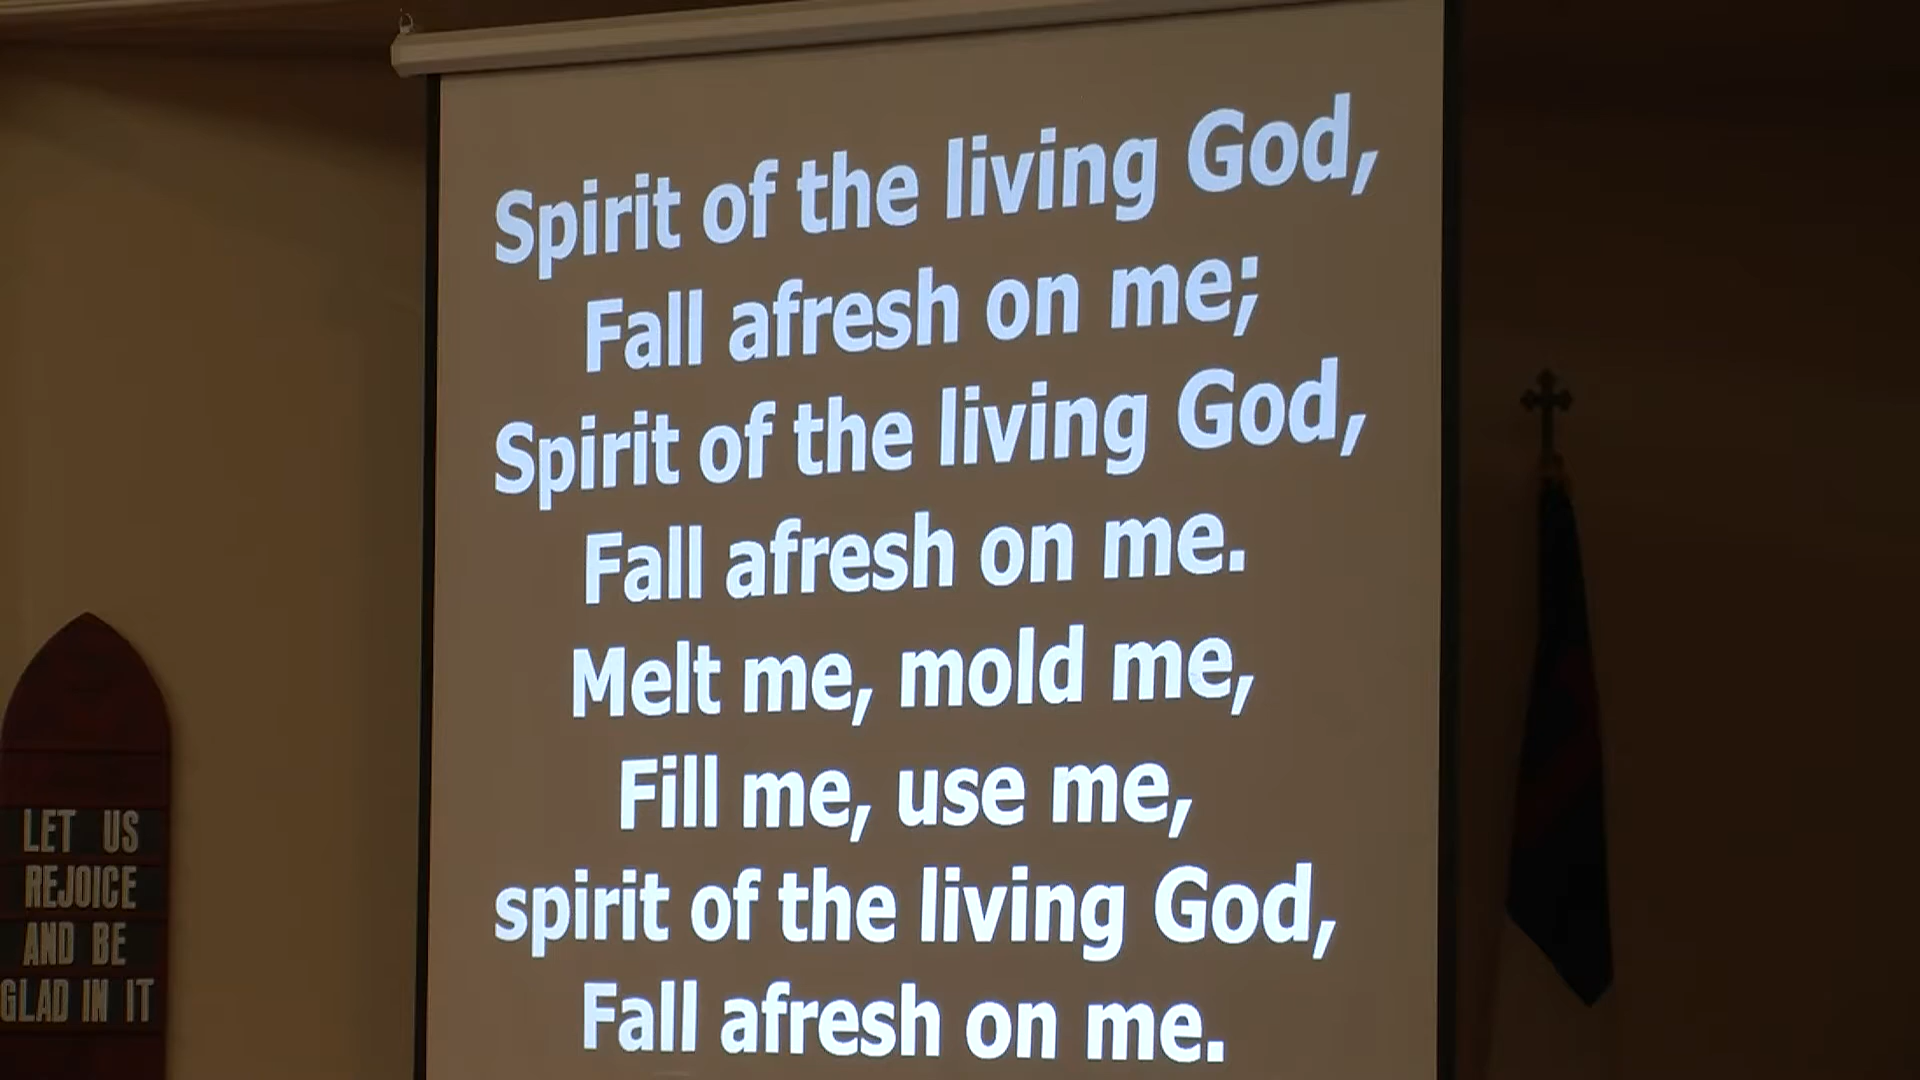 Spirit of the living God,
Fall afresh on me;
Spirit of the living God,
Fall afresh on me.
Melt me, mold me,
Fill me, use me,
spirit of the living God,
Fall afresh on me.
LET US
REJOICE
AND BE
GLAD IN IT